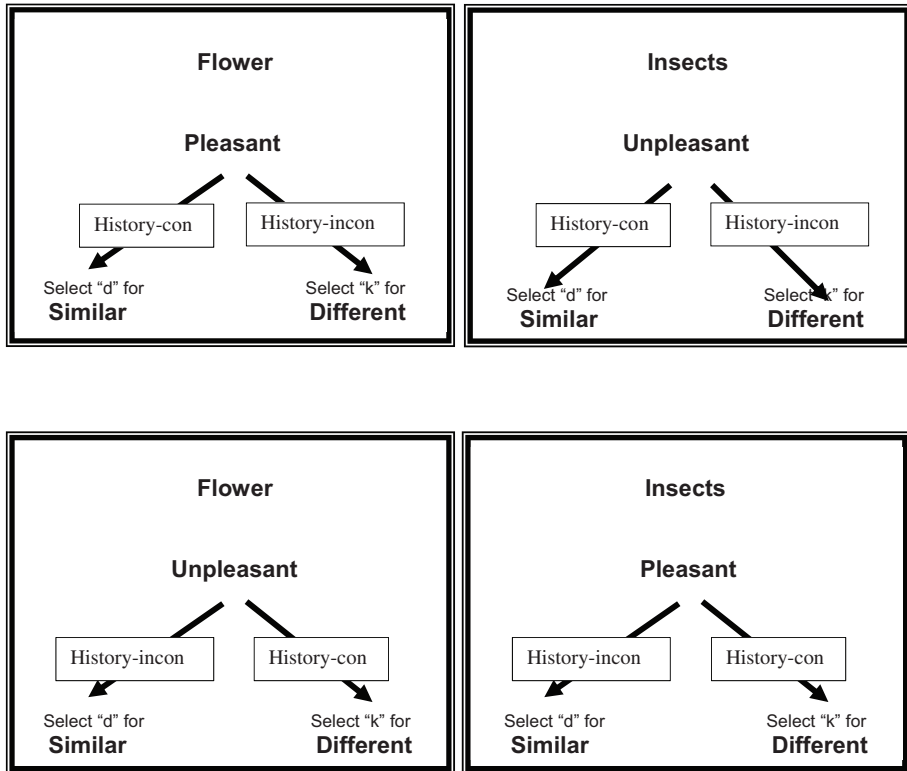 Flower
Pleasant
History-con
History-incon
Select “d” for
Similar
Select “k” for
Different
Insects
Unpleasant
History-con
History-incon
Select “d” for
Similar
Select “k” for
Different
Flower
Unpleasant
History-incon
History-con
Select “d” for
Similar
Select “k” for
Different
Insects
Pleasant
History-incon
History-con
Select “d” for
Similar
Select “k” for
Different